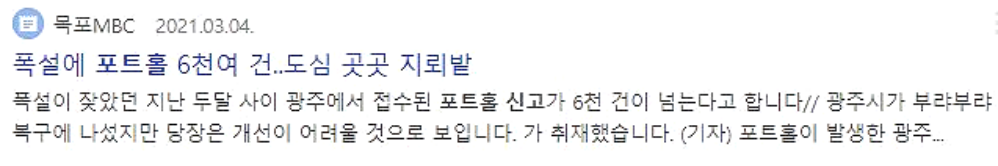 목포MBC 2021.03.04.
폭설에 포트홀 6천여 건..도심 곳곳 지뢰밭
폭설이 잦았던 지난 두달 사이 광주에서 접수된 포트홀 신고가 6천 건이 넘는다고 합니다// 광주시가 부랴부랴
복구에 나섰지만 당장은 개선이 어려울 것으로 보입니다. 가 취재했습니다. (기자) 포트홀이 발생한 광주...